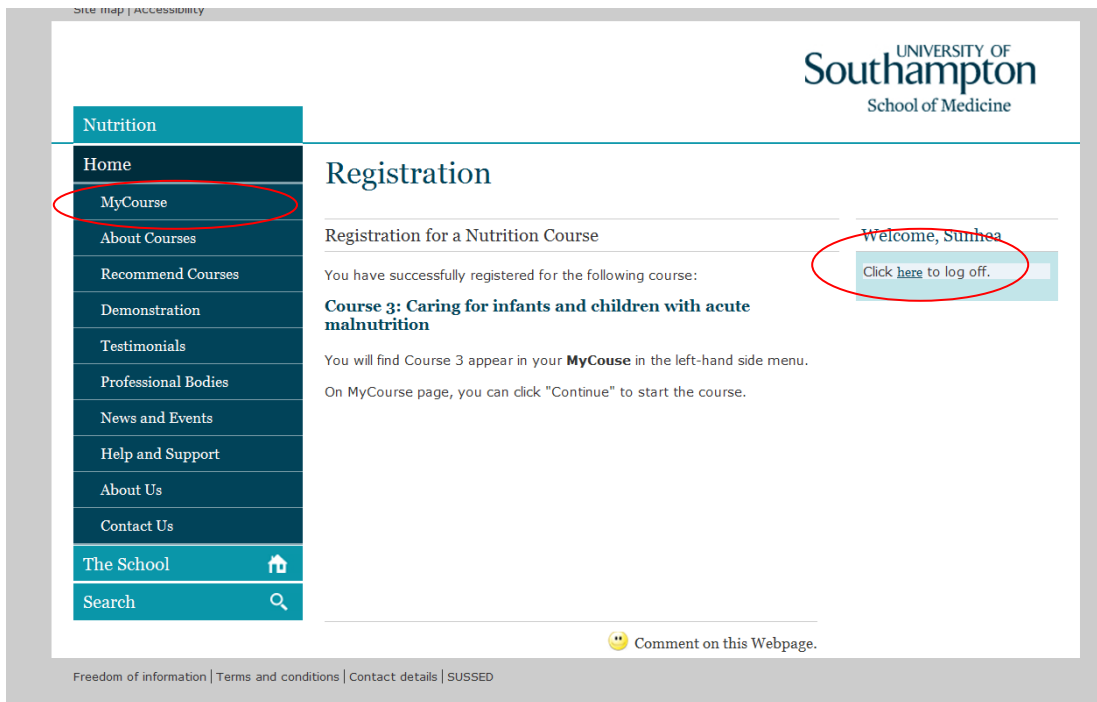 Site map | Accessibility
UNIVERSITY OF
Southampton
School of Medicine
Nutrition
Home
MyCourse
About Courses
Recommend Courses
Demonstration
Testimonials
Professional Bodies
News and Events
Help and Support
About Us
Contact Us
The School
Search
Registration
Registration for a Nutrition Course
You have successfully registered for the following course:
Course 3: Caring for infants and children with acute
malnutrition
You will find Course 3 appear in your MyCouse in the left-hand side menu.
On MyCourse page, you can click "Continue" to start the course.
Welcome, Sunhea
Click here to log off.
Comment on this Webpage.
Freedom of information | Terms and conditions | Contact details | SUSSED